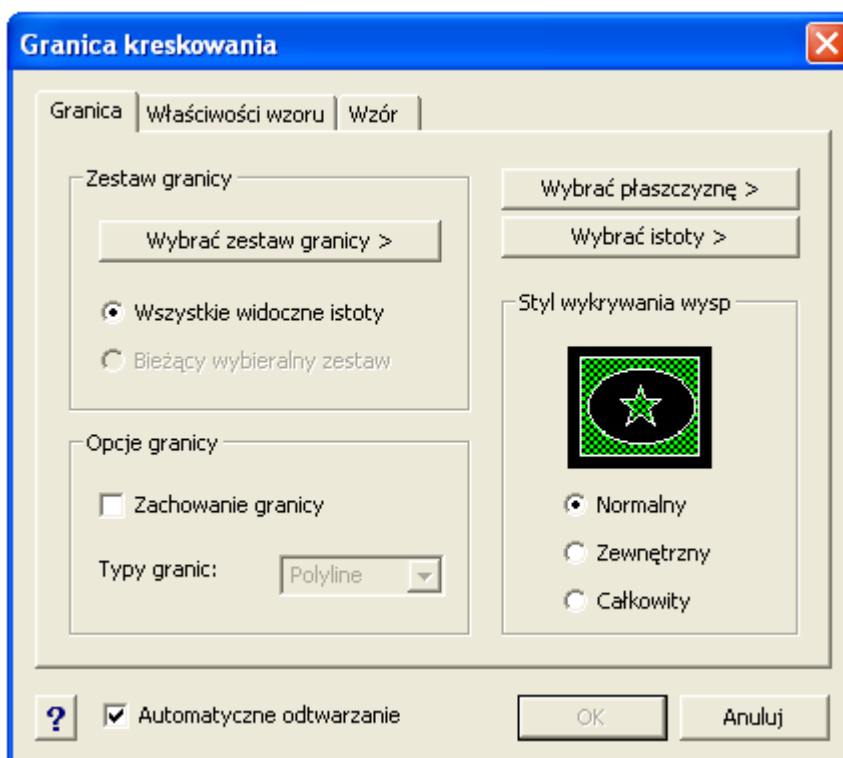 Granica kreskowania
Granica
Właściwości wzoru
Wzór
Zestaw granicy
Wybrać zestaw granicy >
Wszystkie widoczne istoty
Bieżący wybieralny zestaw
Opcje granicy
Zachowanie granicy
Typy granic:
Polyline
Wybrać płaszczyznę >
Wybrać istoty >
Styl wykrywania wysp
Normalny
Zewnętrzny
Całkowity
?
Automatyczne odtwarzanie
OK
Anuluj